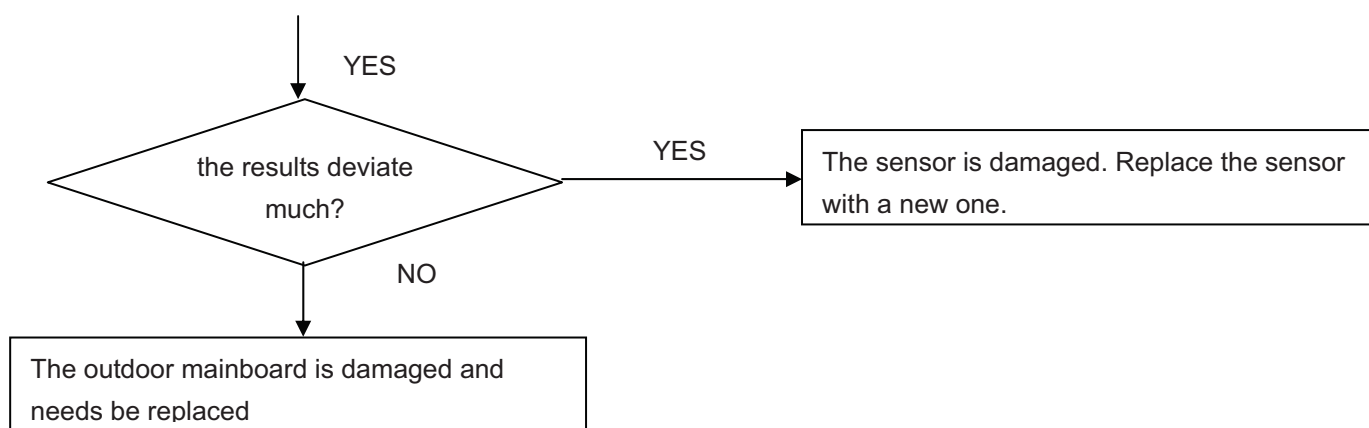 YES
the results deviate
much?
YES
The sensor is damaged. Replace the sensor
with a new one.
NO
The outdoor mainboard is damaged and
needs be replaced